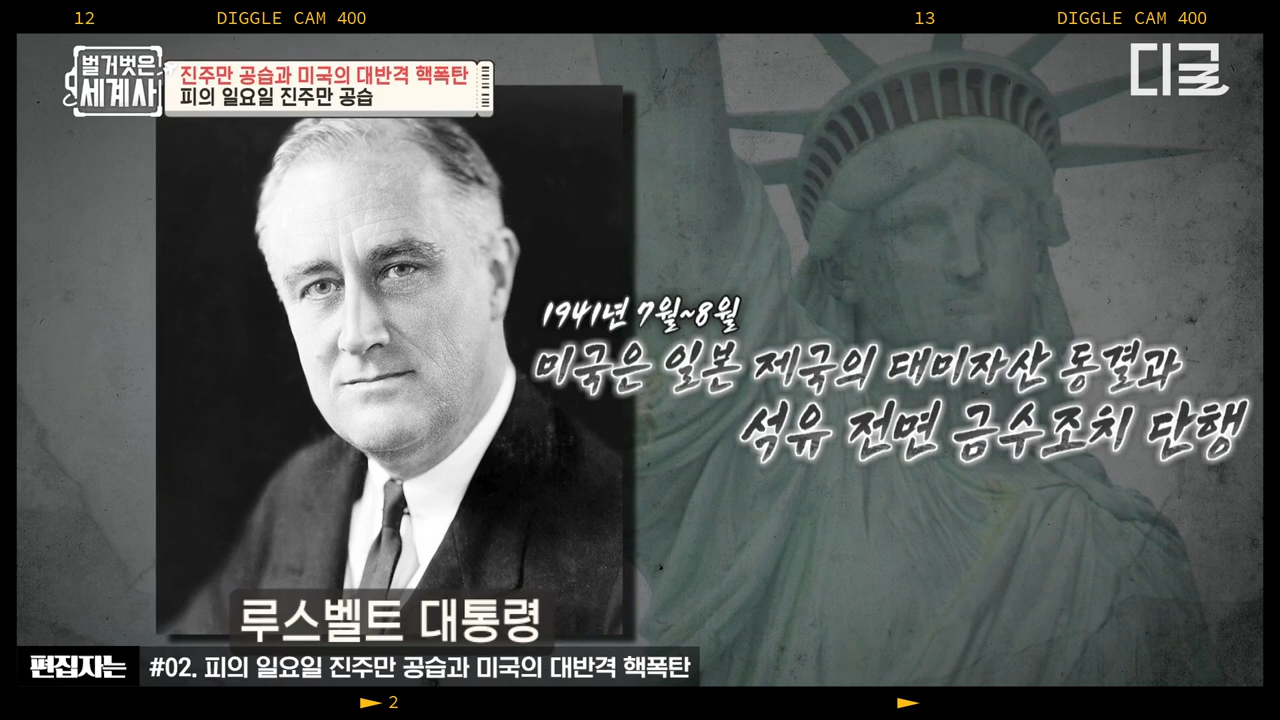 12 DIGGLE CAM 400 13 DIGGLE CAM 400
벌거벗은
세계사
진주만 공습과 미국의 대반격 핵폭탄
피의 일요일 진주만 공습
디글
1941년 7월~8월
미국은 일본 제국의 대미자산 동결과
석유 전면 금수조치 단행
루스벨트 대통령
편집자는 #02. 피의 일요일 진주만 공습과 미국의 대반격 핵폭탄
2